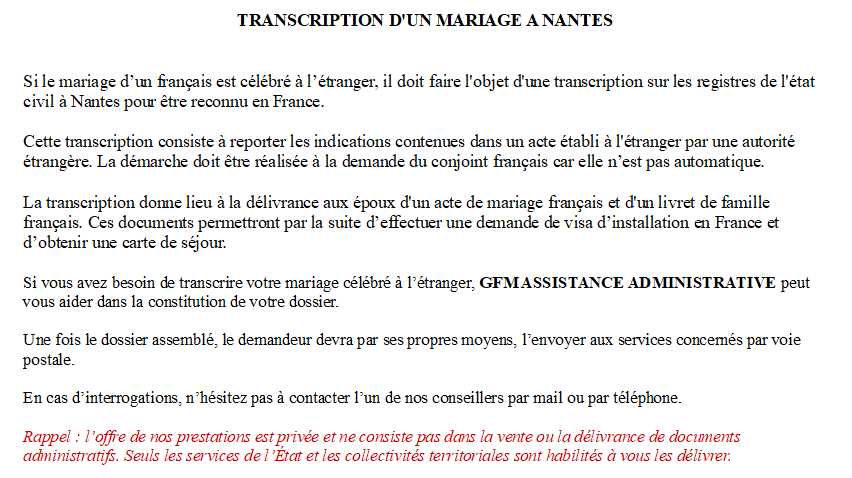 TRANSCRIPTION D'UN MARIAGE A NANTES
Si le mariage d’un français est célébré à l’étranger, il doit faire l'objet d'une transcription sur les registres de l'état
civil à Nantes pour être reconnu en France.
Cette transcription consiste à reporter les indications contenues dans un acte établi à l'étranger par une autorité
étrangère. La démarche doit être réalisée à la demande du conjoint français car elle n’est pas automatique.
La transcription donne lieu à la délivrance aux époux d'un acte de mariage français et d'un livret de famille
français. Ces documents permettront par la suite d’effectuer une demande de visa d’installation en France et
d’obtenir une carte de séjour.
Si vous avez besoin de transcrire votre mariage célébré à l’étranger, GFM ASSISTANCE ADMINISTRATIVE peut
vous aider dans la constitution de votre dossier.
Une fois le dossier assemblé, le demandeur devra par ses propres moyens, l’envoyer aux services concernés par voie
postale.
En cas d’interrogations, n’hésitez pas à contacter l’un de nos conseillers par mail ou par téléphone.
Rappel : l’offre de nos prestations est privée et ne consiste pas dans la vente ou la délivrance de documents
administratifs. Seuls les services de l’État et les collectivités territoriales sont habilités à vous les délivrer.